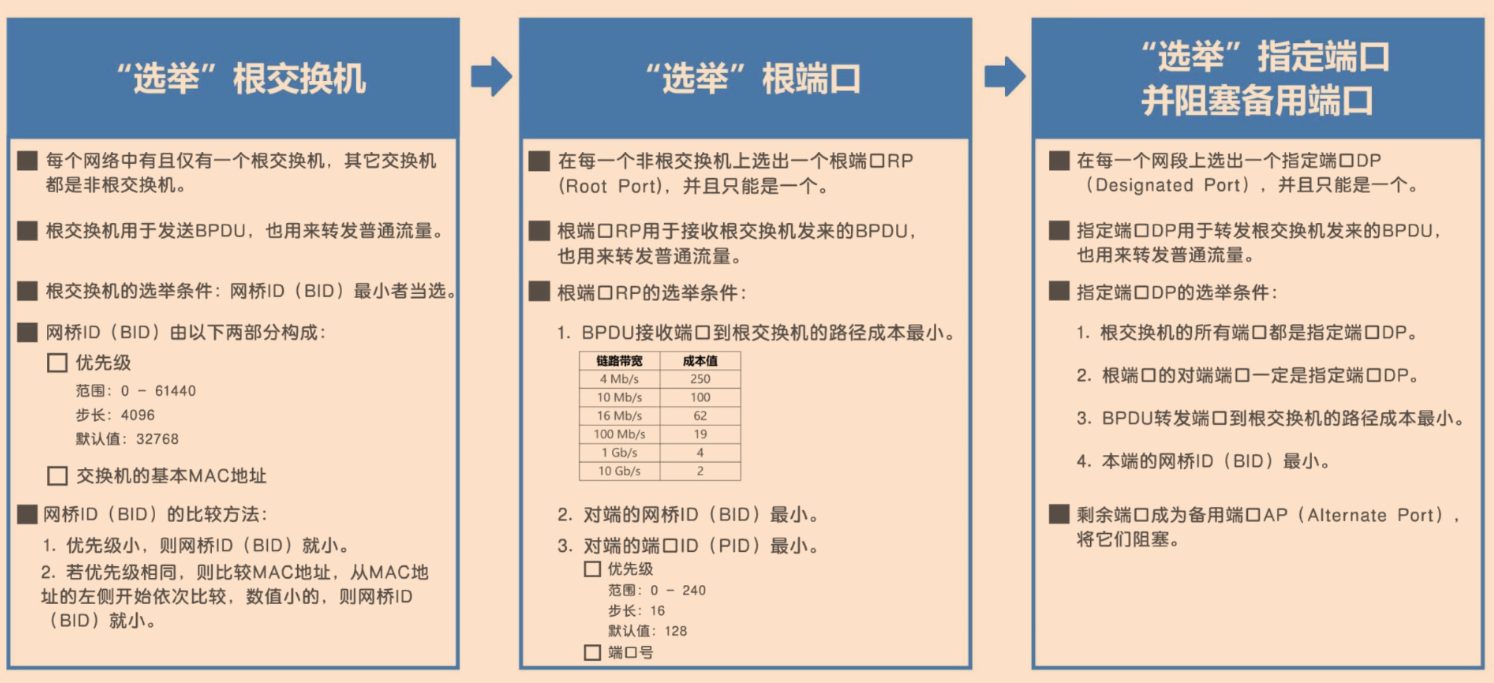 “选举”根交换机
每个网络中有且仅有一个根交换机，其它交换机
都是非根交换机。
根交换机用于发送BPDU，也用来转发普通流量。
根交换机的选举条件：网桥ID（BID）最小者当选。
网桥ID（BID）由以下两部分构成：
优先级
范围：0 – 61440
步长：4096
默认值：32768
交换机的基本MAC地址
网桥ID（BID）的比较方法：
1. 优先级小，则网桥ID（BID）就小。
2. 若优先级相同，则比较MAC地址，从MAC地
址的左侧开始依次比较，数值小的，则网桥ID
（BID）就小。
“选举”根端口
在每一个非根交换机上选出一个根端口RP
(Root Port)，并且只能是一个。
根端口RP用于接收根交换机发来的BPDU，
也用来转发普通流量。
根端口RP的选举条件：
1. BPDU接收端口到根交换机的路径成本最小。
链路带宽 成本值
4 Mb/s 250
10 Mb/s 100
16 Mb/s 62
100 Mb/s 19
1 Gb/s 4
10 Gb/s 2
2. 对端的网桥ID（BID）最小。
3. 对端的端口ID（PID）最小。
优先级
范围：0 – 240
步长：16
默认值：128
端口号
“选举”指定端口
并阻塞备用端口
在每一个网段上选出一个指定端口DP
（Designated Port），并且只能是一个。
指定端口DP用于转发根交换机发来的BPDU，
也用来转发普通流量。
指定端口DP的选举条件：
1. 根交换机的所有端口都是指定端口DP。
2. 根端口的对端端口一定是指定端口DP。
3. BPDU转发端口到根交换机的路径成本最小。
4. 本端的网桥ID（BID）最小。
剩余端口成为备用端口AP（Alternate Port），
将它们阻塞。